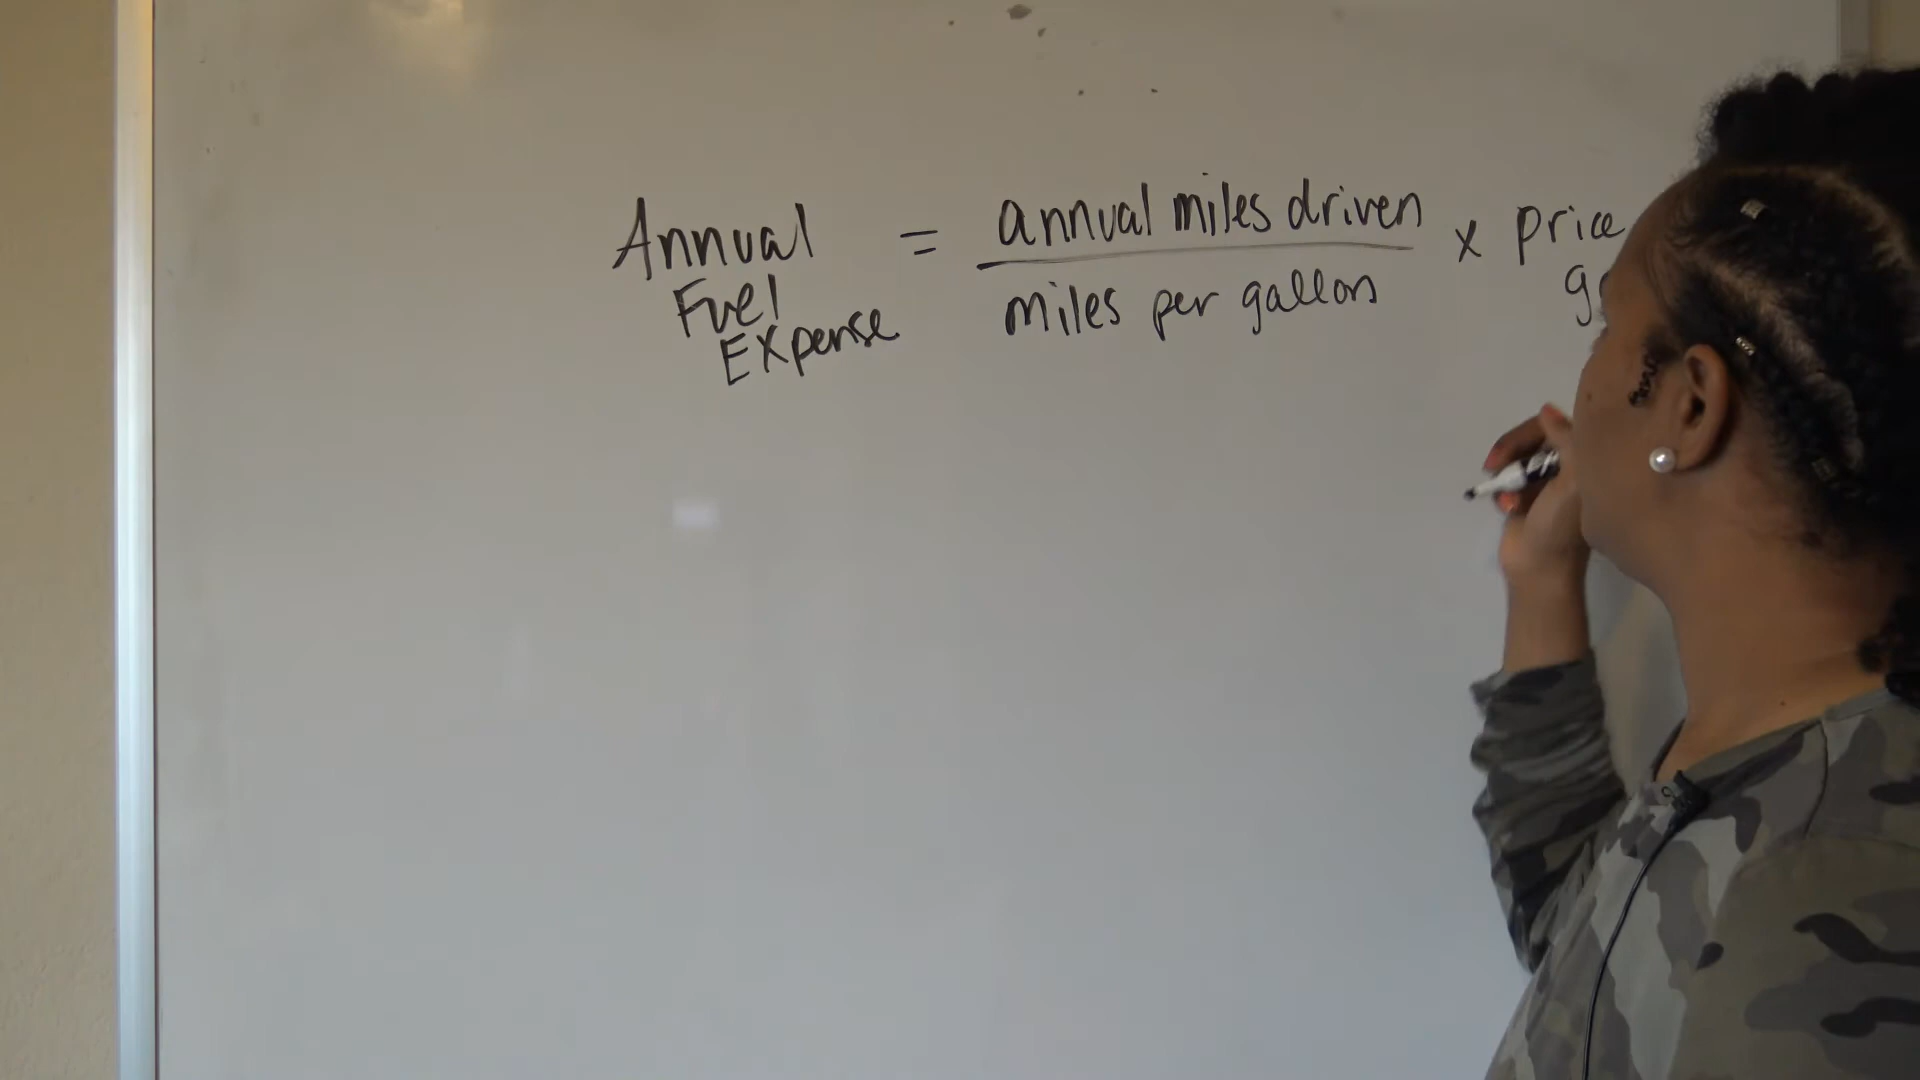 Annual = annual miles driven x price
Fuel miles per gallon
Expense